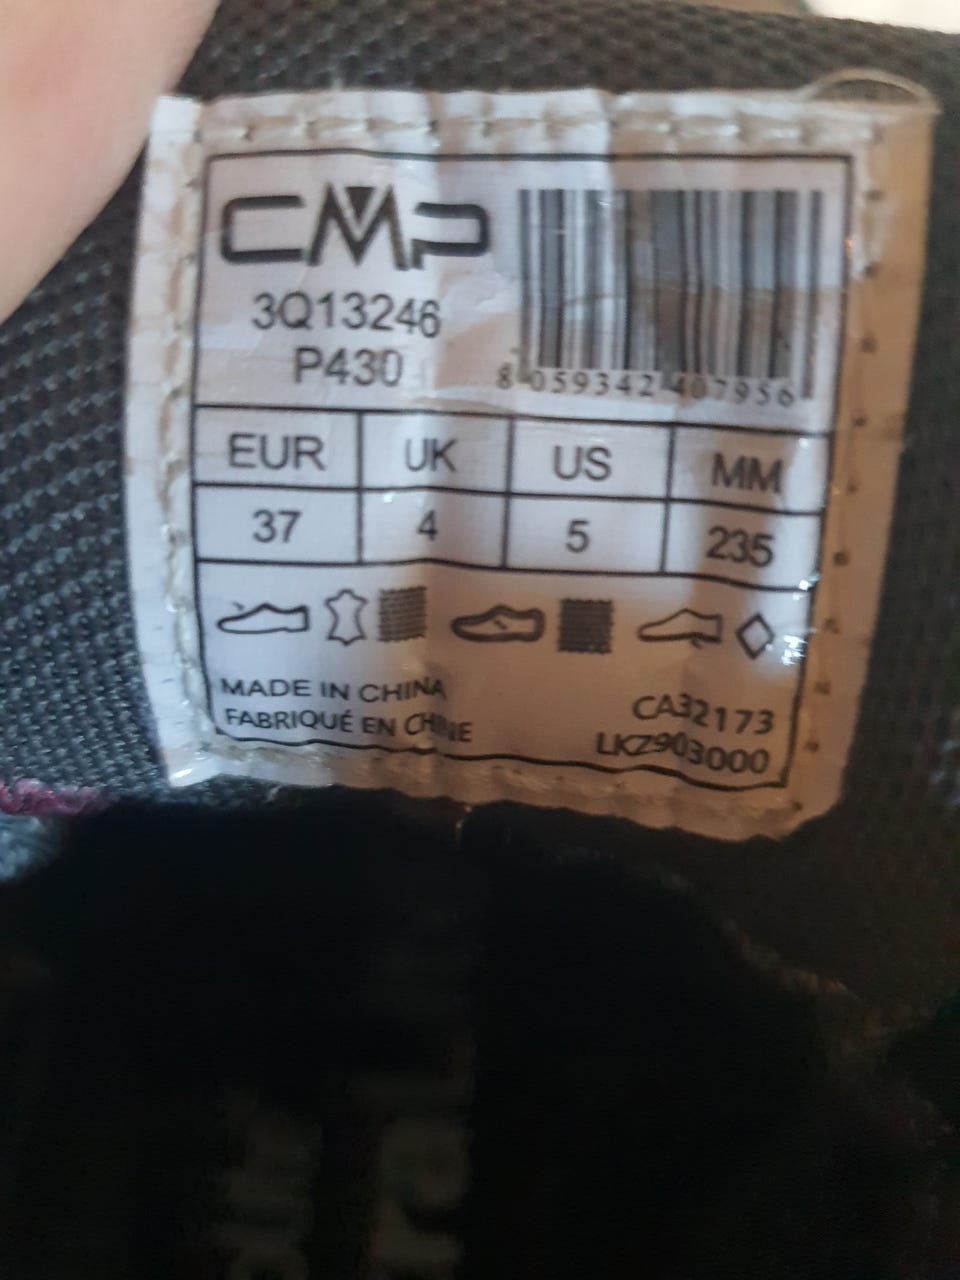 CMP
3Q13246
P430
8 059342 407956
EUR UK US MM
37 4 5 235
MADE IN CHINA
FABRIQUÉ EN CHINE
CA32173
LKZ903000